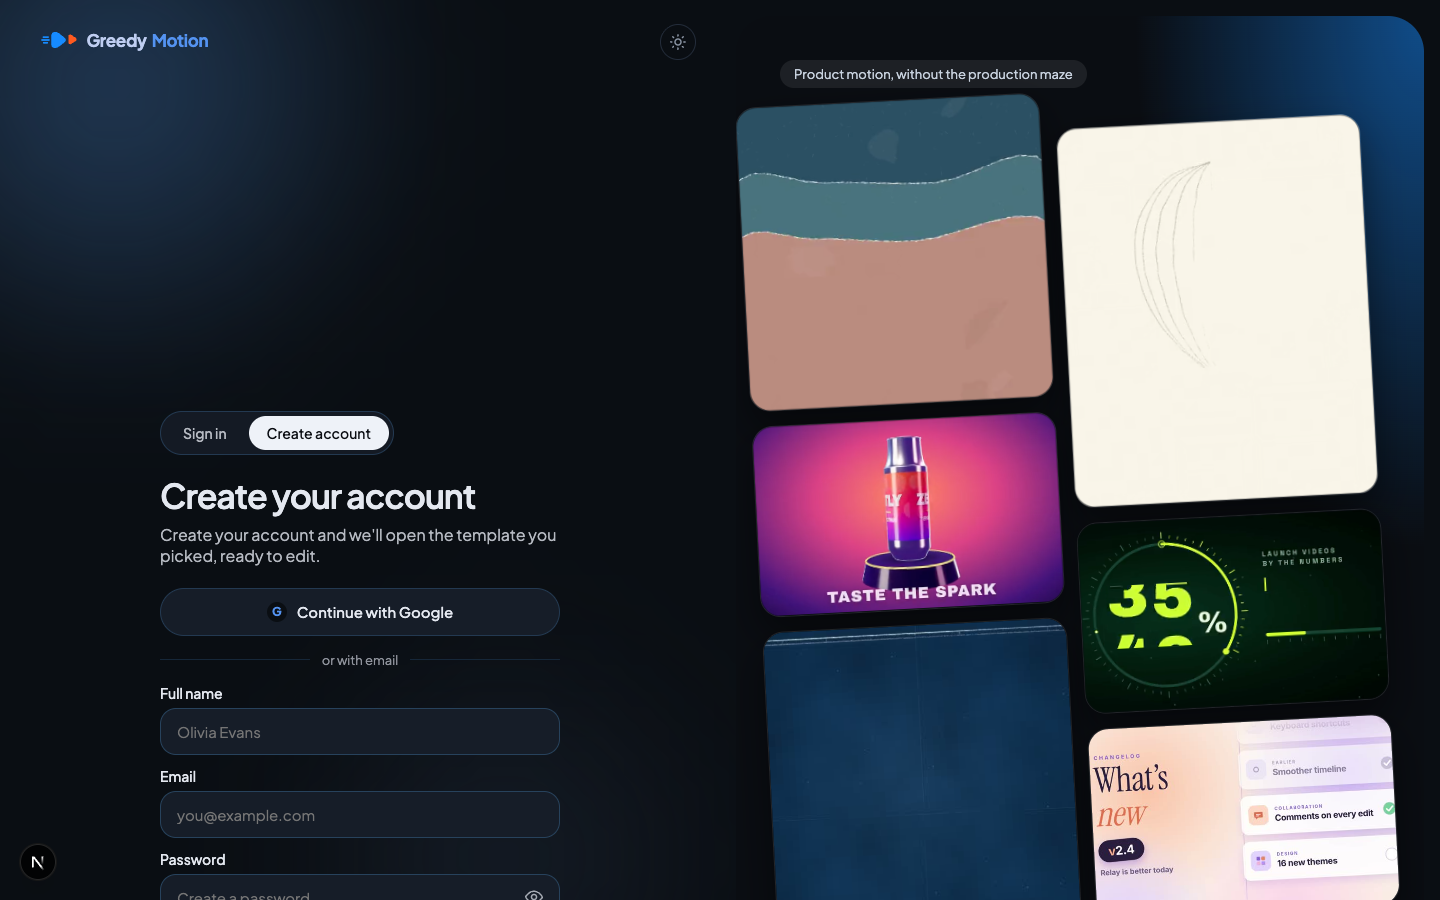 Greedy Motion
Product motion, without the production maze
Sign in
Create account
Create your account
Create your account and we'll open the template you
picked, ready to edit.
G Continue with Google
or with email
Full name
Olivia Evans
Email
you@example.com
Password
Create a password
N
TASTE THE SPARK
35
%
LAUNCH VIDEOS
BY THE NUMBERS
CHANGELOG
What's
new
v2.4
Relay is better today
Keyboard shortcuts
EARLIER
Smoother timeline
COLLABORATION
Comments on every edit
DESIGN
16 new themes